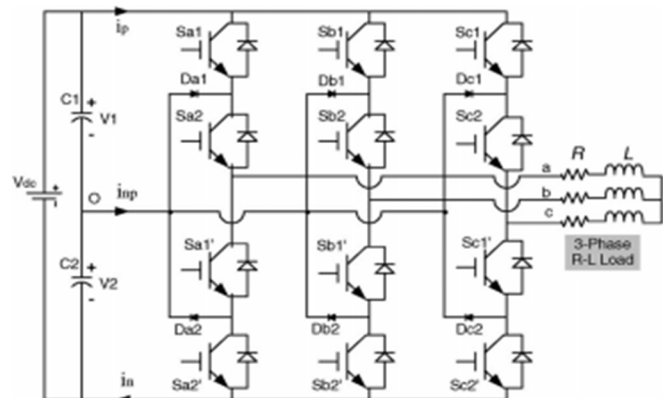 ip
Sa1
Sb1
Sc1
C1
+
V1
-
Da1
Db1
Dc1
Sa2
Sb2
Sc2
Vdc
+
-
O
inp
a
b
c
R
L
3-Phase
R-L Load
C2
+
V2
-
Sa1'
Sb1'
Sc1'
Da2
Db2
Dc2
in
Sa2'
Sb2'
Sc2'